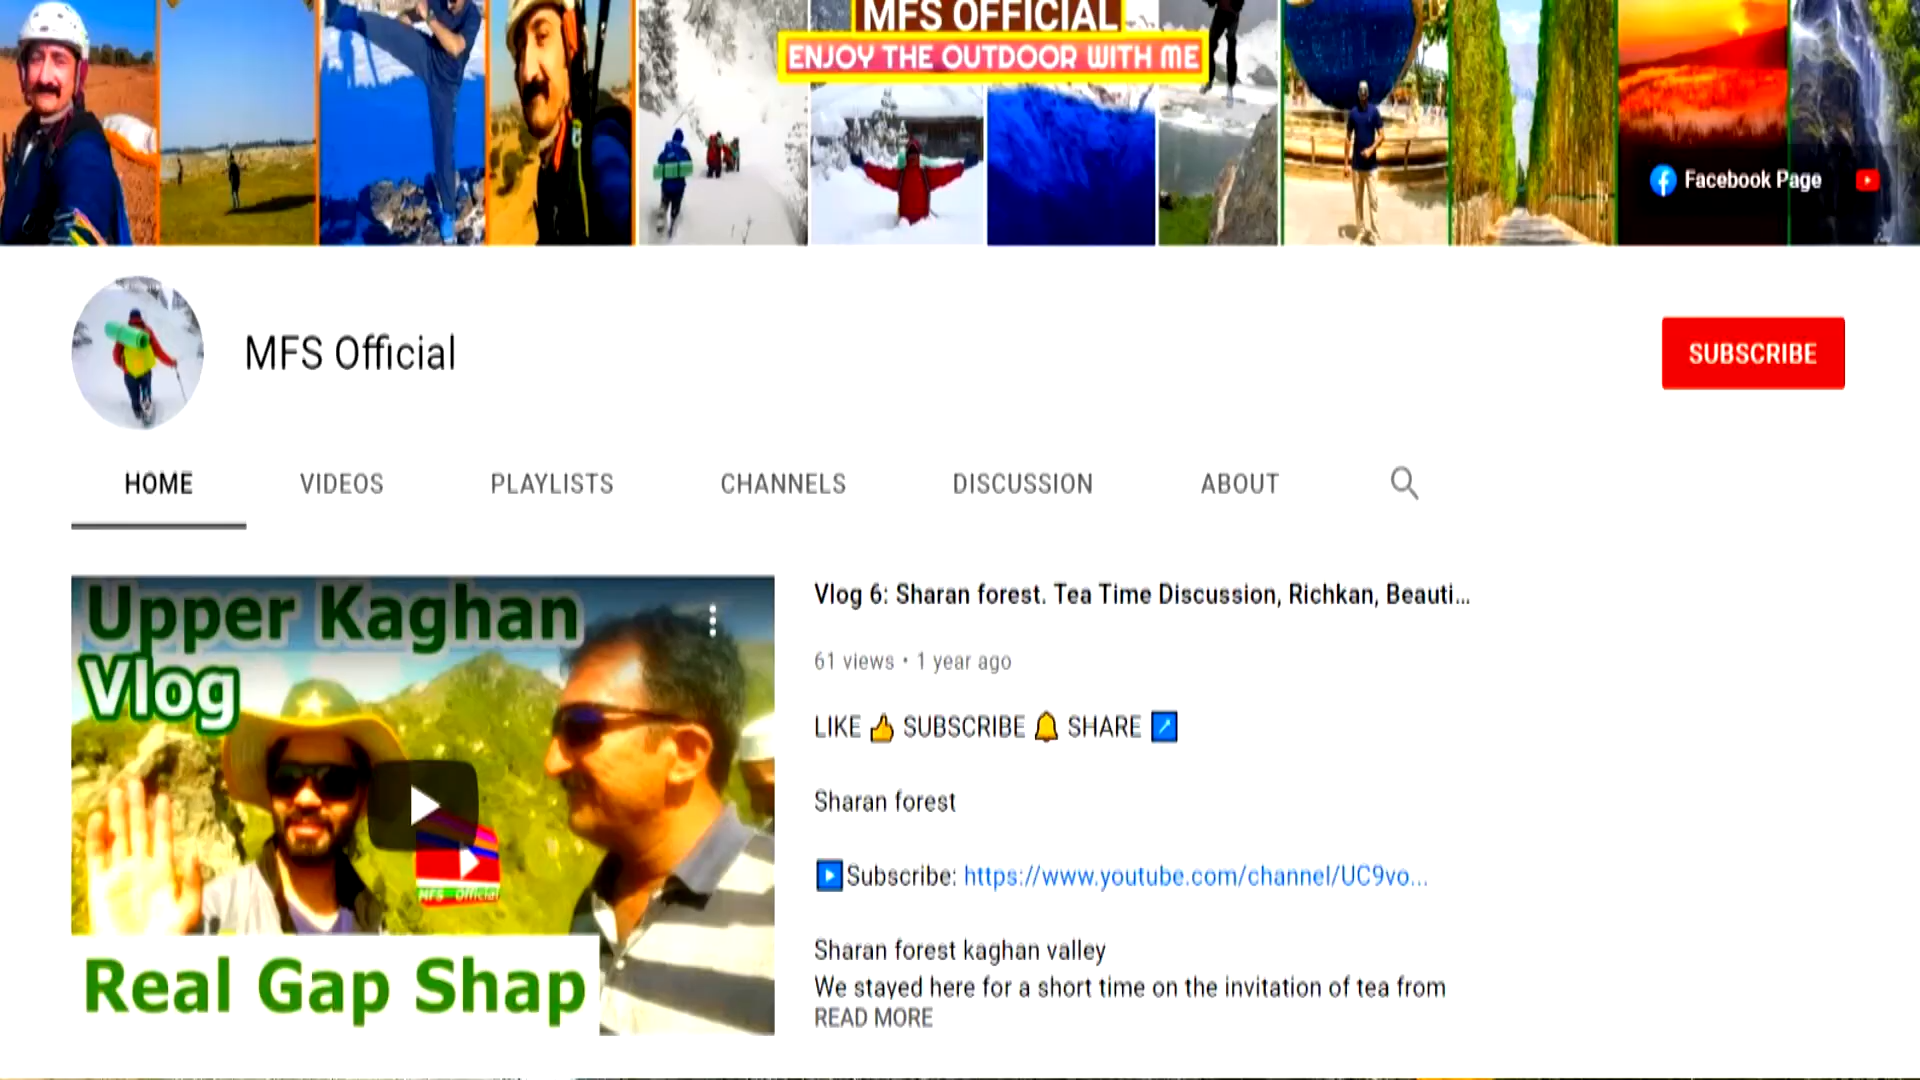 MFS OFFICIAL
ENJOY THE OUTDOOR WITH ME
Facebook Page
MFS Official
SUBSCRIBE
HOME VIDEOS PLAYLISTS CHANNELS DISCUSSION ABOUT
Upper Kaghan
Vlog
MFS Official
Real Gap Shap
Vlog 6: Sharan forest. Tea Time Discussion, Richkan, Beauti...
61 views • 1 year ago
LIKE 👍 SUBSCRIBE 🔔 SHARE ↗️
Sharan forest
▶️Subscribe: https://www.youtube.com/channel/UC9vo...
Sharan forest kaghan valley
We stayed here for a short time on the invitation of tea from
READ MORE